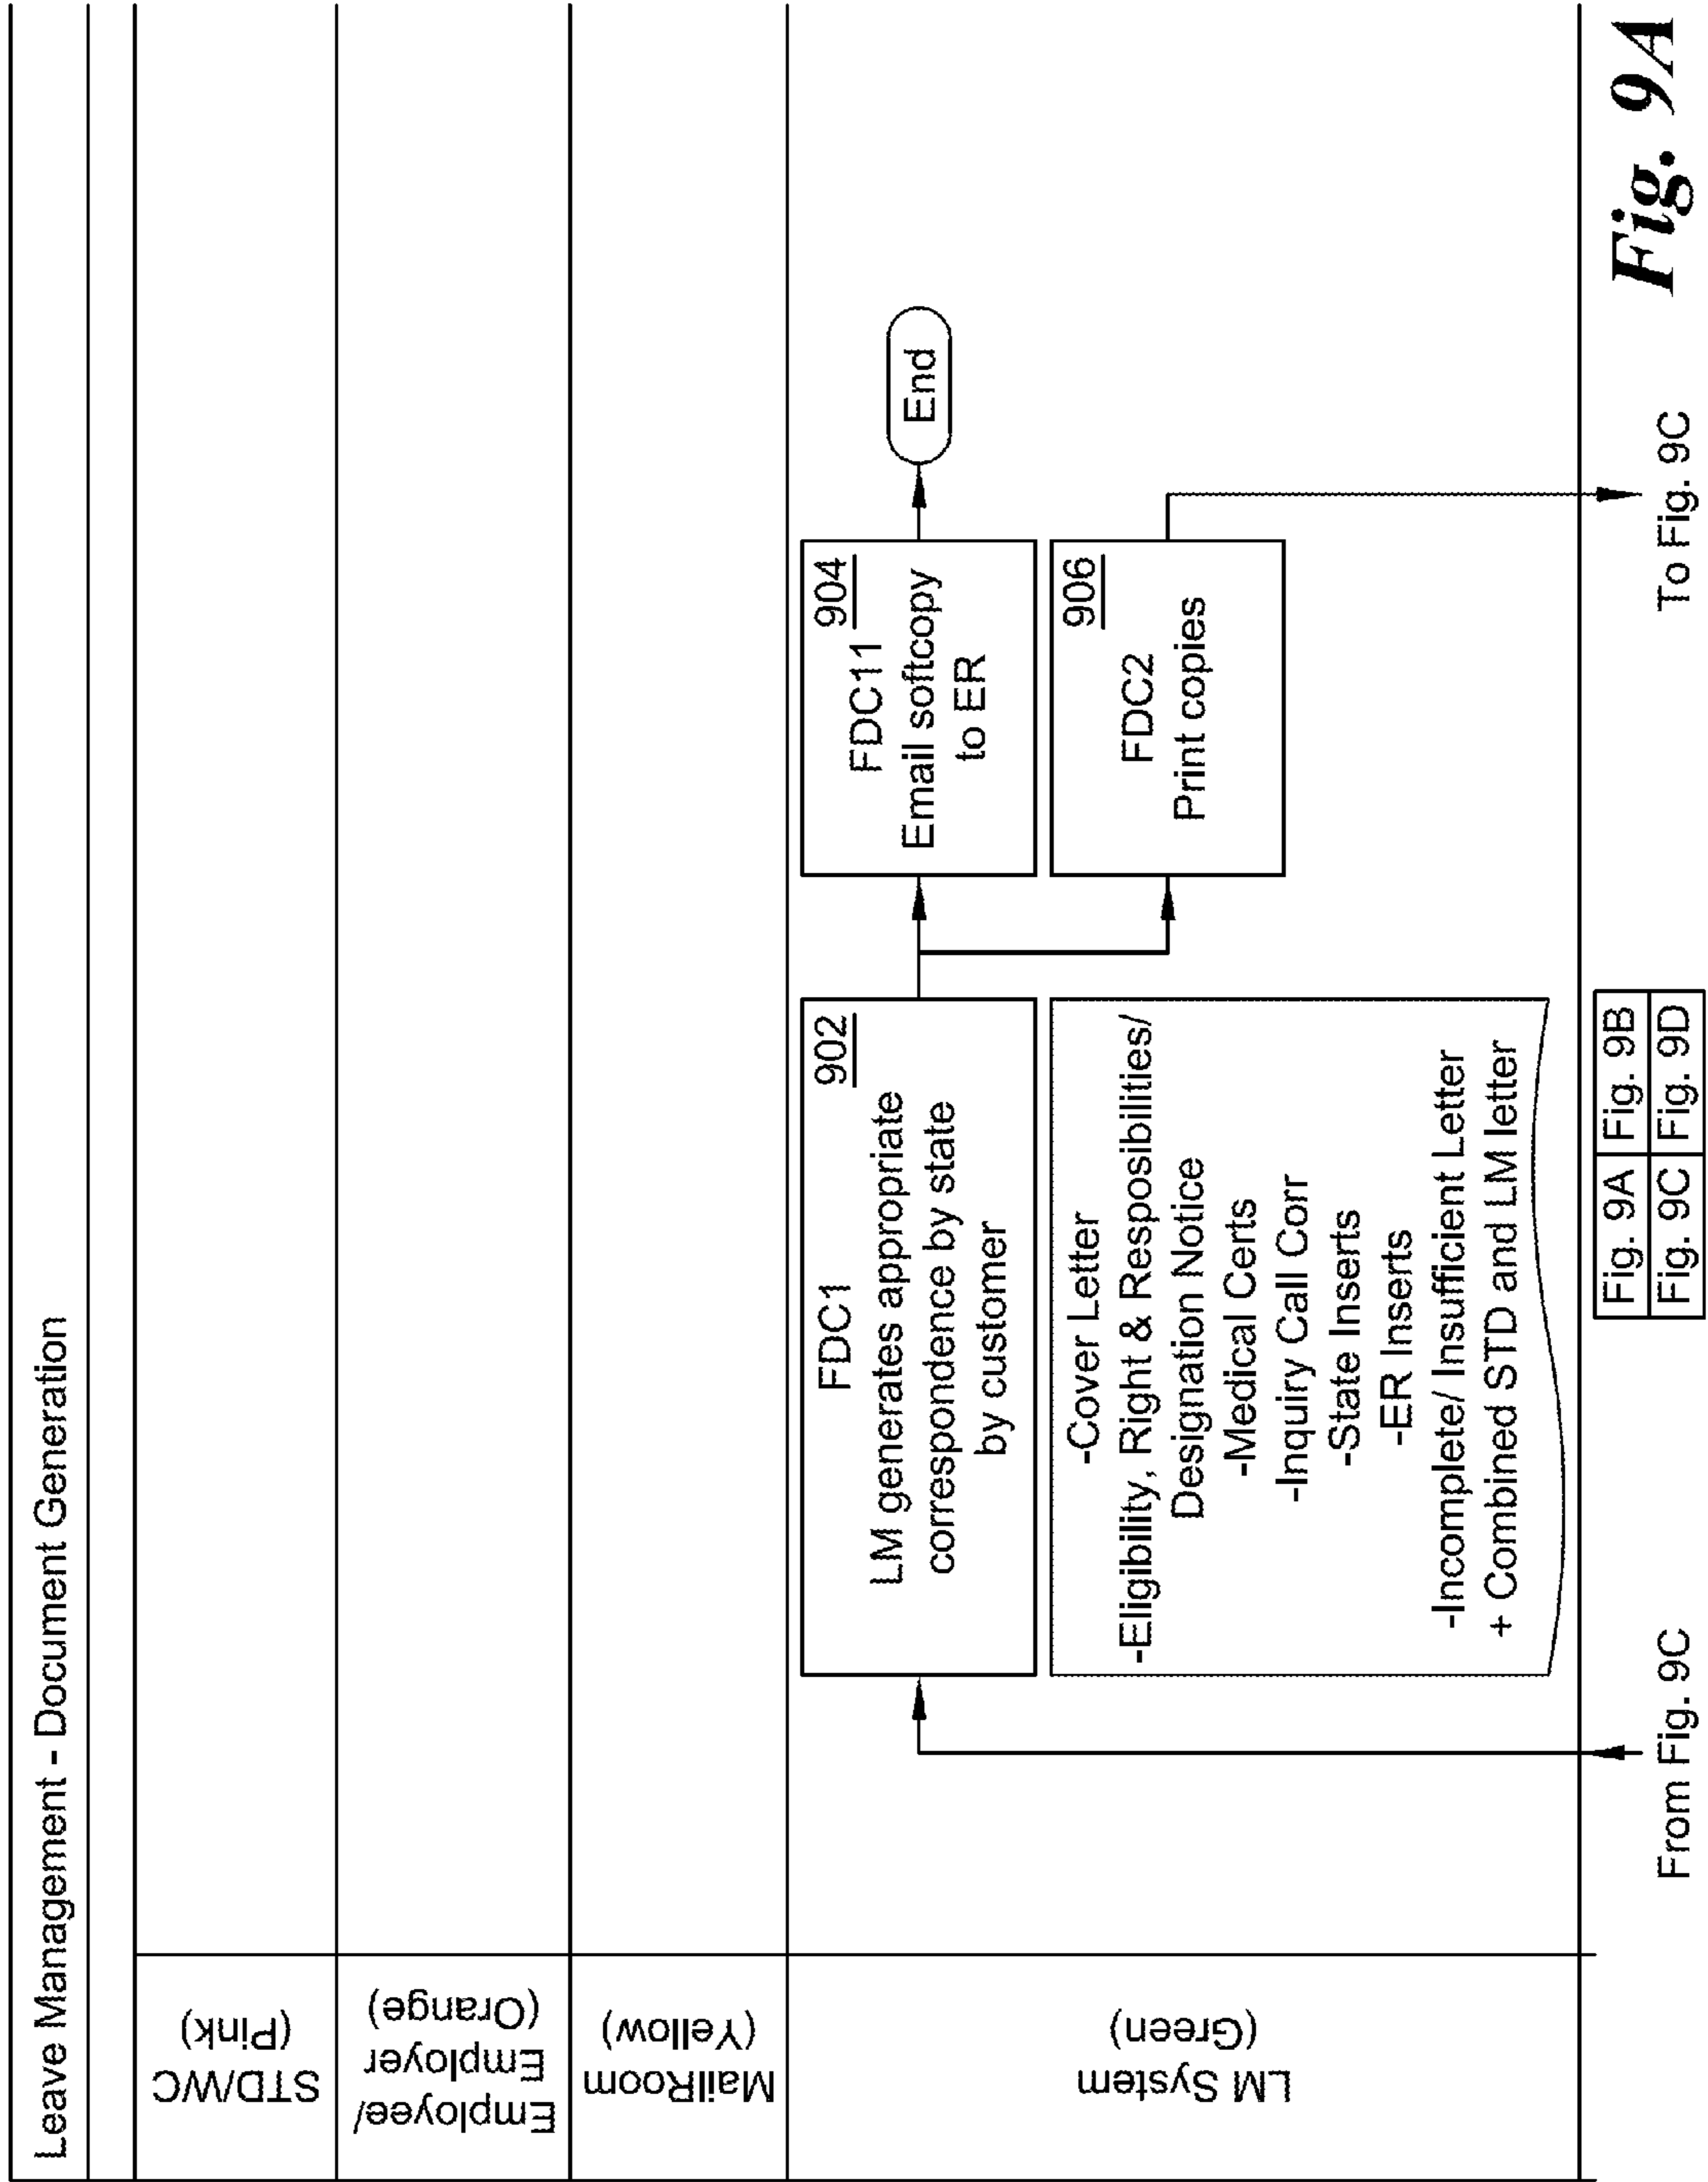 Leave Management - Document Generation
STD/WC
(Pink)
Employee/
Employer
(Orange)
MailRoom
(Yellow)
LM System
(Green)
902
FDC1
LM generates appropriate
correspondence by state
by customer
-Cover Letter
-Eligibility, Right & Resposibilities/
Designation Notice
-Medical Certs
-Inquiry Call Corr
-State Inserts
-ER Inserts
-Incomplete/ Insufficient Letter
+ Combined STD and LM letter
904
FDC11
Email softcopy
to ER
End
906
FDC2
Print copies
From Fig. 9C
To Fig. 9C
Fig. 9A Fig. 9B
Fig. 9C Fig. 9D
Fig. 9A